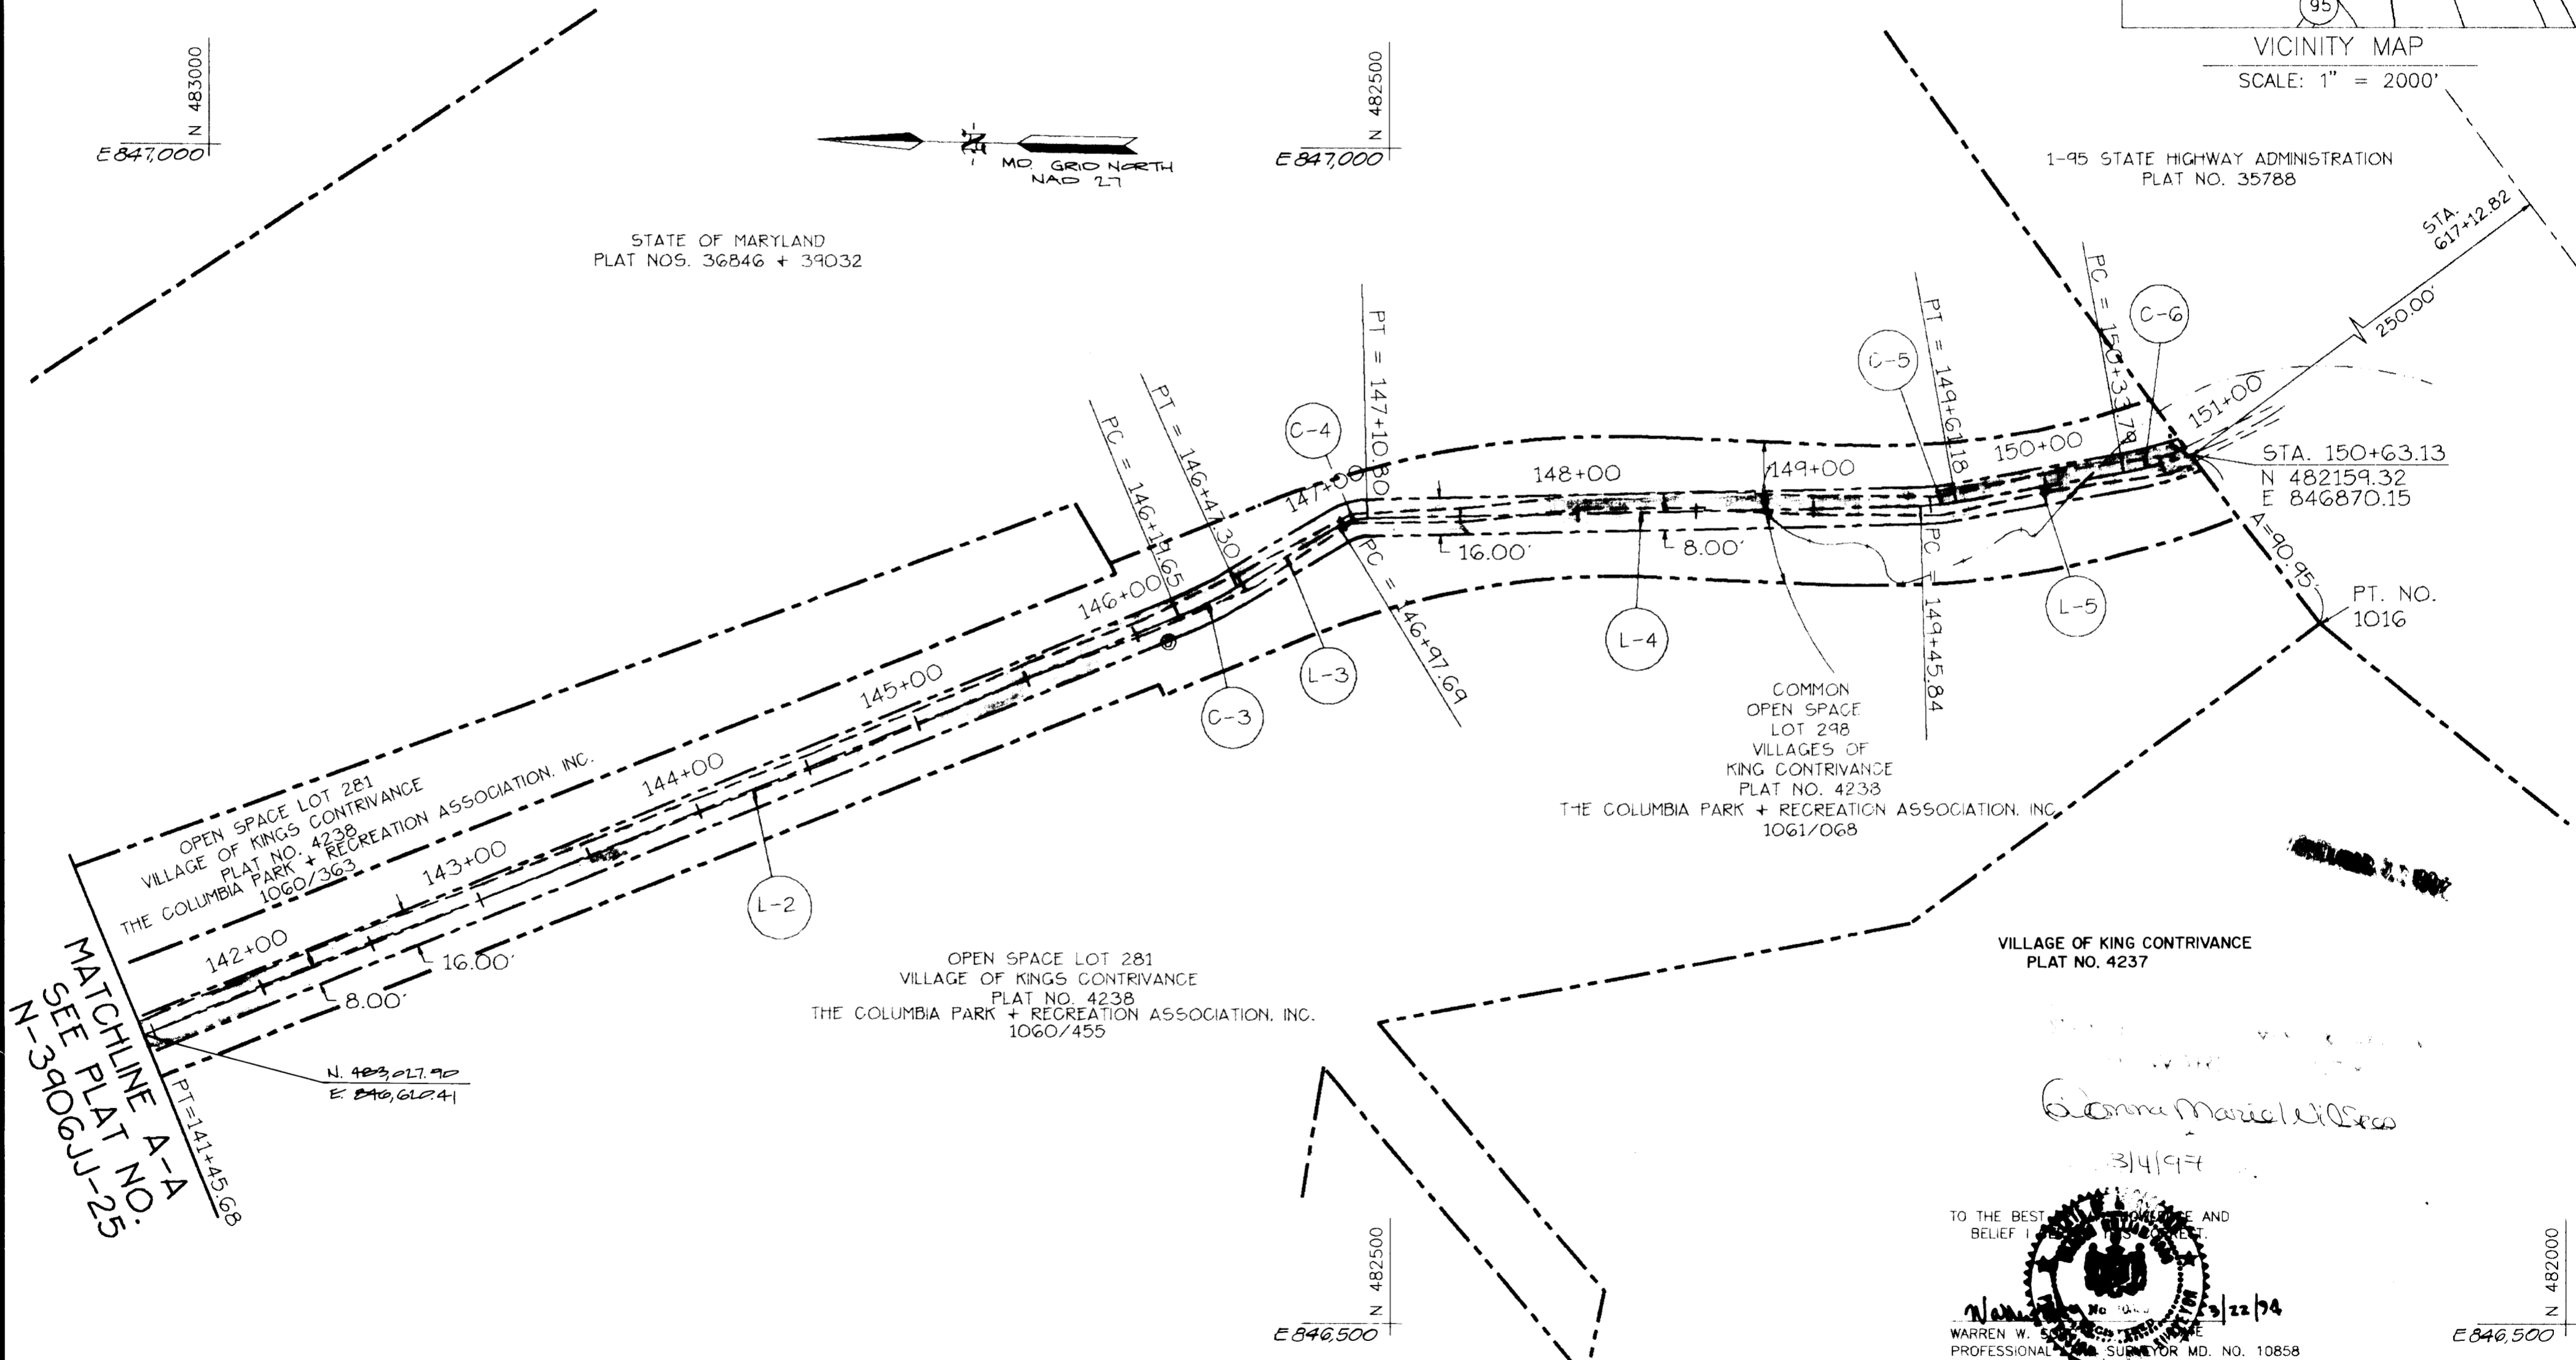 95
VICINITY MAP
SCALE: 1" = 2000'
N 483000
E 847,000
N 482500
E 847,000
MD. GRID NORTH
NAD 27
1-95 STATE HIGHWAY ADMINISTRATION
PLAT NO. 35788
STATE OF MARYLAND
PLAT NOS. 36846 + 39032
STA.
617+12.82
250.00'
PC = 150+33.79
C-6
PT = 149+61.18
C-5
PT = 147+10.80
C-4
PT = 146+47.30
PC = 146+19.65
151+00
150+00
149+00
148+00
147+00
146+00
145+00
144+00
143+00
142+00
STA. 150+63.13
N 482159.32
E 846870.15
A=90.95'
PT. NO.
1016
16.00'
8.00'
PC = 149+45.84
PC = 146+97.69
L-5
L-4
L-3
C-3
L-2
COMMON
OPEN SPACE
LOT 298
VILLAGES OF
KING CONTRIVANCE
PLAT NO. 4238
THE COLUMBIA PARK + RECREATION ASSOCIATION, INC.
1061/068
OPEN SPACE LOT 281
VILLAGE OF KINGS CONTRIVANCE
PLAT NO. 4238
THE COLUMBIA PARK + RECREATION ASSOCIATION, INC.
1060/363
16.00'
8.00'
OPEN SPACE LOT 281
VILLAGE OF KINGS CONTRIVANCE
PLAT NO. 4238
THE COLUMBIA PARK + RECREATION ASSOCIATION, INC.
1060/455
VILLAGE OF KING CONTRIVANCE
PLAT NO. 4237
MATCHLINE A-A
SEE PLAT NO.
N-3906JJ-25
PT=141+45.68
N. 483,027.90
E. 846,620.41
3/4/97
TO THE BEST AND
BELIEF I
3/22/94
WARREN W.
PROFESSIONAL LAND SURVEYOR MD. NO. 10858
N 482500
E 846,500
N 482000
E 846,500